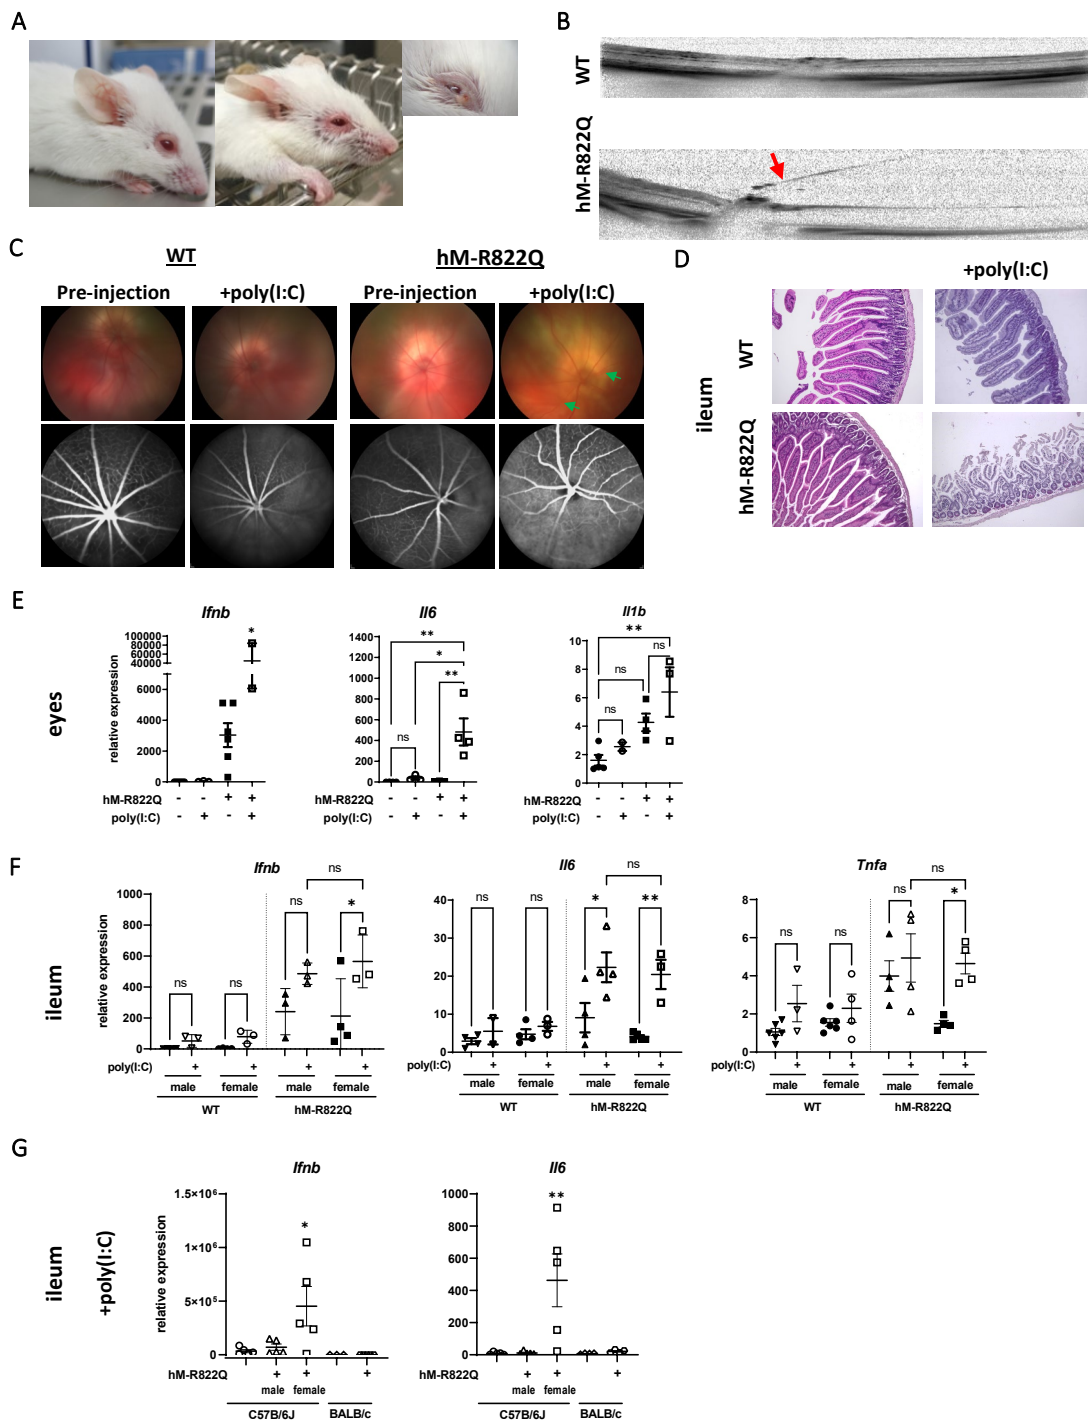 A
B
WT
hM-R822Q
C
WT
hM-R822Q
Pre-injection
+poly(I:C)
Pre-injection
+poly(I:C)
D
+poly(I:C)
ileum
WT
hM-R822Q
E
eyes
Ifnb
relative expression
100000
80000
60000
40000
6000
4000
2000
0
*
hM-R822Q - - + +
poly(I:C) - + - +
Il6
1400
1200
1000
800
600
400
200
0
**
*
**
ns
hM-R822Q - - + +
poly(I:C) - + - +
Il1b
10
8
6
4
2
0
**
ns
ns
ns
hM-R822Q - - + +
poly(I:C) - + - +
F
ileum
Ifnb
relative expression
1000
800
600
400
200
0
ns
ns
ns
ns
*
poly(I:C) + + + +
male female male female
WT hM-R822Q
Il6
40
30
20
10
0
ns
ns
ns
*
**
poly(I:C) + + + +
male female male female
WT hM-R822Q
Tnfa
8
6
4
2
0
ns
ns
ns
ns
*
poly(I:C) + + + +
male female male female
WT hM-R822Q
G
ileum
+poly(I:C)
Ifnb
relative expression
1.5×10⁶
1×10⁶
5×10⁵
0
*
hM-R822Q + + +
male female
C57B/6J BALB/c
Il6
1000
800
600
400
200
0
**
hM-R822Q + + +
male female
C57B/6J BALB/c